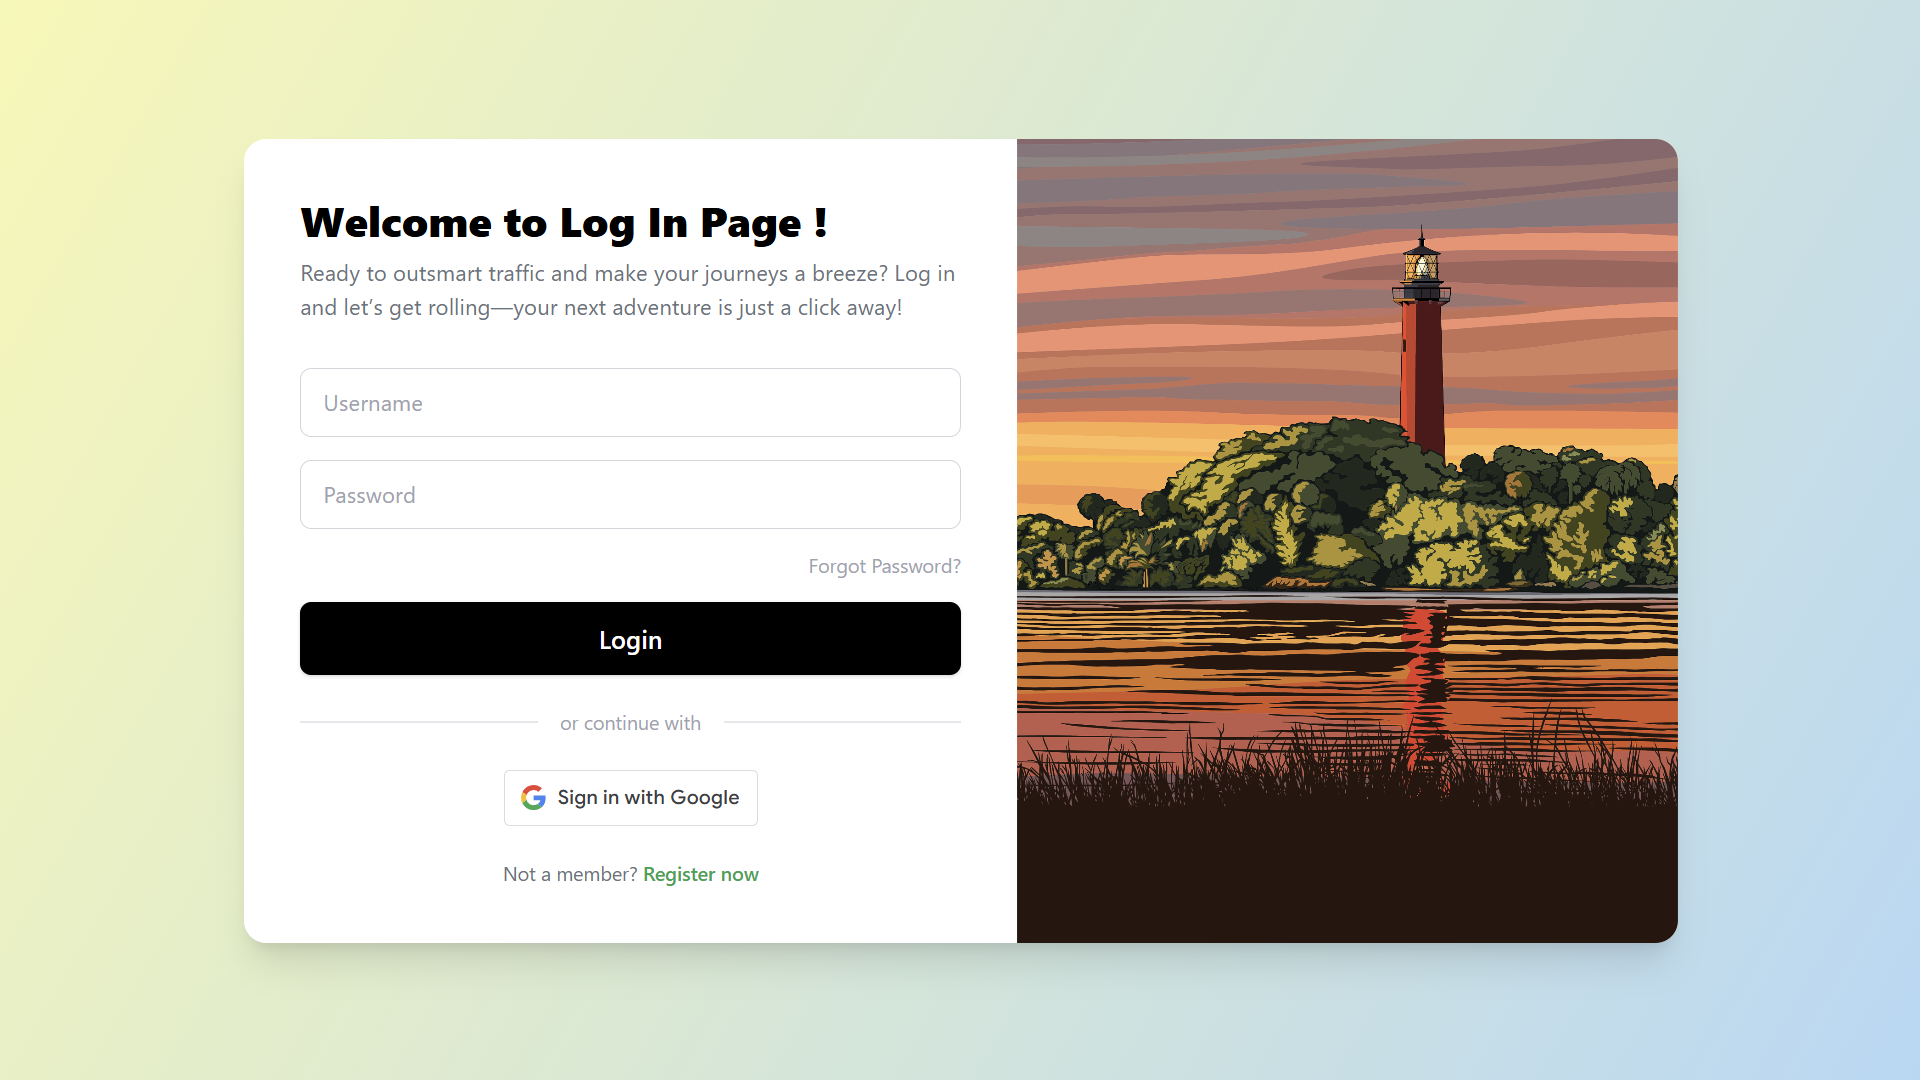 Welcome to Log In Page !
Ready to outsmart traffic and make your journeys a breeze? Log in
and let’s get rolling—your next adventure is just a click away!
Username
Password
Forgot Password?
Login
or continue with
Sign in with Google
Not a member? Register now